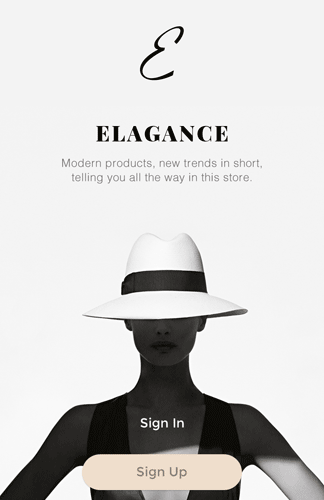 E
ELAGANCE
Modern products, new trends in short,
telling you all the way in this store.
Sign In
Sign Up